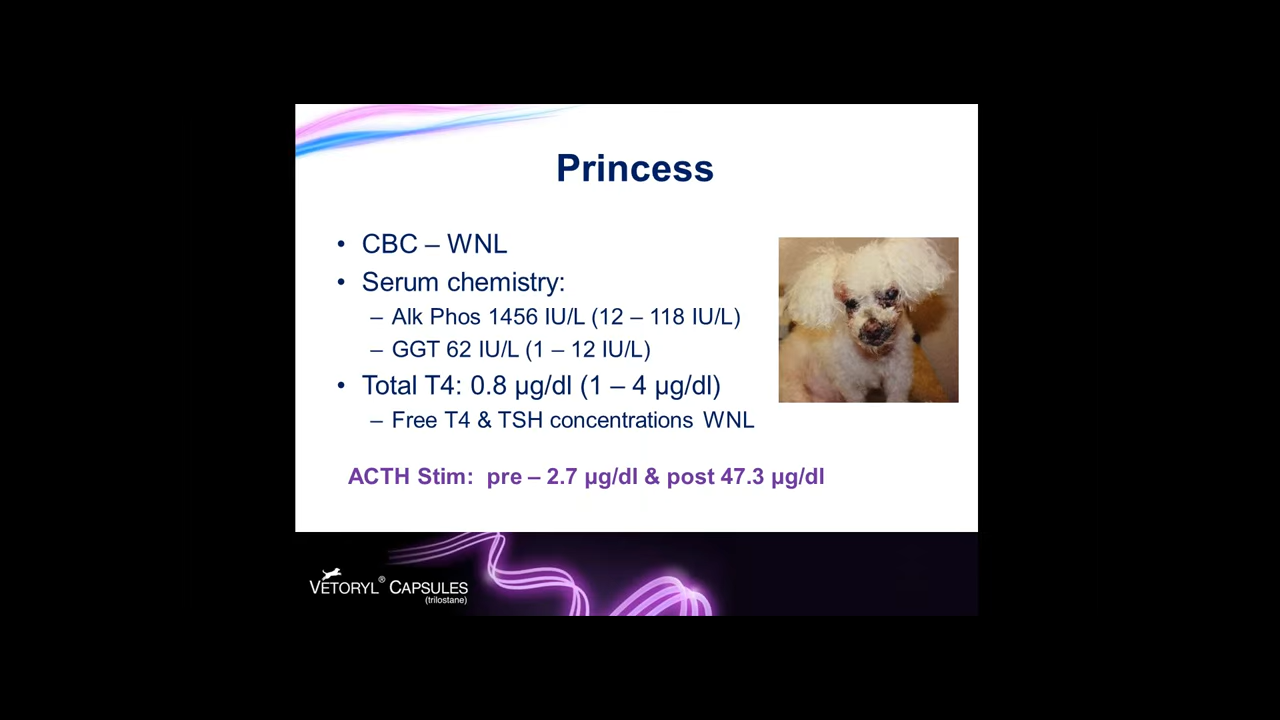 Princess
• CBC – WNL
• Serum chemistry:
– Alk Phos 1456 IU/L (12 – 118 IU/L)
– GGT 62 IU/L (1 – 12 IU/L)
• Total T4: 0.8 µg/dl (1 – 4 µg/dl)
– Free T4 & TSH concentrations WNL
ACTH Stim: pre – 2.7 µg/dl & post 47.3 µg/dl
VETORYL® CAPSULES
(trilostane)